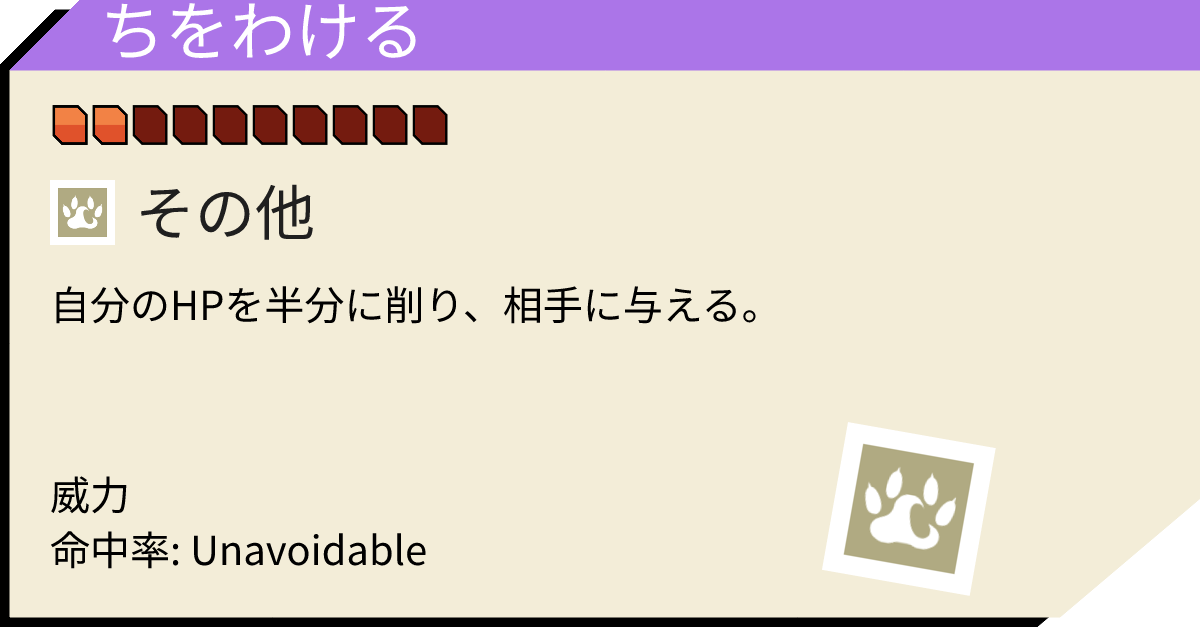 ちをわける
その他
自分のHPを半分に削り、相手に与える。
威力
命中率: Unavoidable